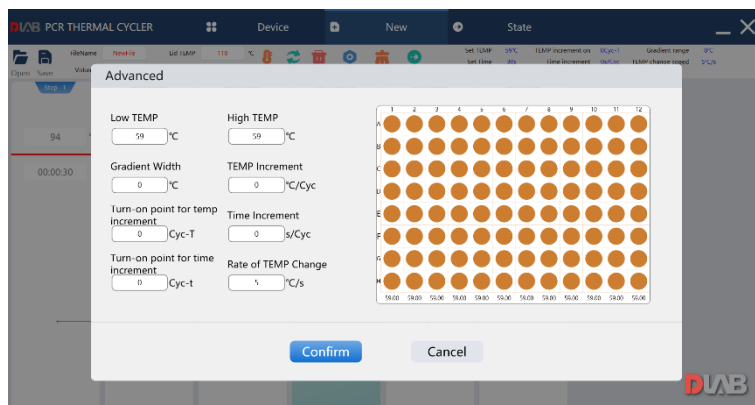 DLAB PCR THERMAL CYCLER Device New State
FileName NewFile Lid TEMP 110 °C Set TEMP 59°C TEMP Increment on 0Cyc-T Gradient range 0°C
Open Save Set Time 30s Time increment 0s/Cyc TEMP change speed 5°C/s
Step 1
94
00:00:30
Advanced
Low TEMP High TEMP
59 °C 59 °C
Gradient Width TEMP Increment
0 °C 0 °C/Cyc
Turn-on point for temp increment Time Increment
0 Cyc-T 0 s/Cyc
Turn-on point for time increment Rate of TEMP Change
0 Cyc-t 5 °C/s
1 2 3 4 5 6 7 8 9 10 11 12
A
B
C
D
E
F
G
H
59.00 59.00 59.00 59.00 59.00 59.00 59.00 59.00 59.00 59.00 59.00 59.00
Confirm Cancel
DLAB